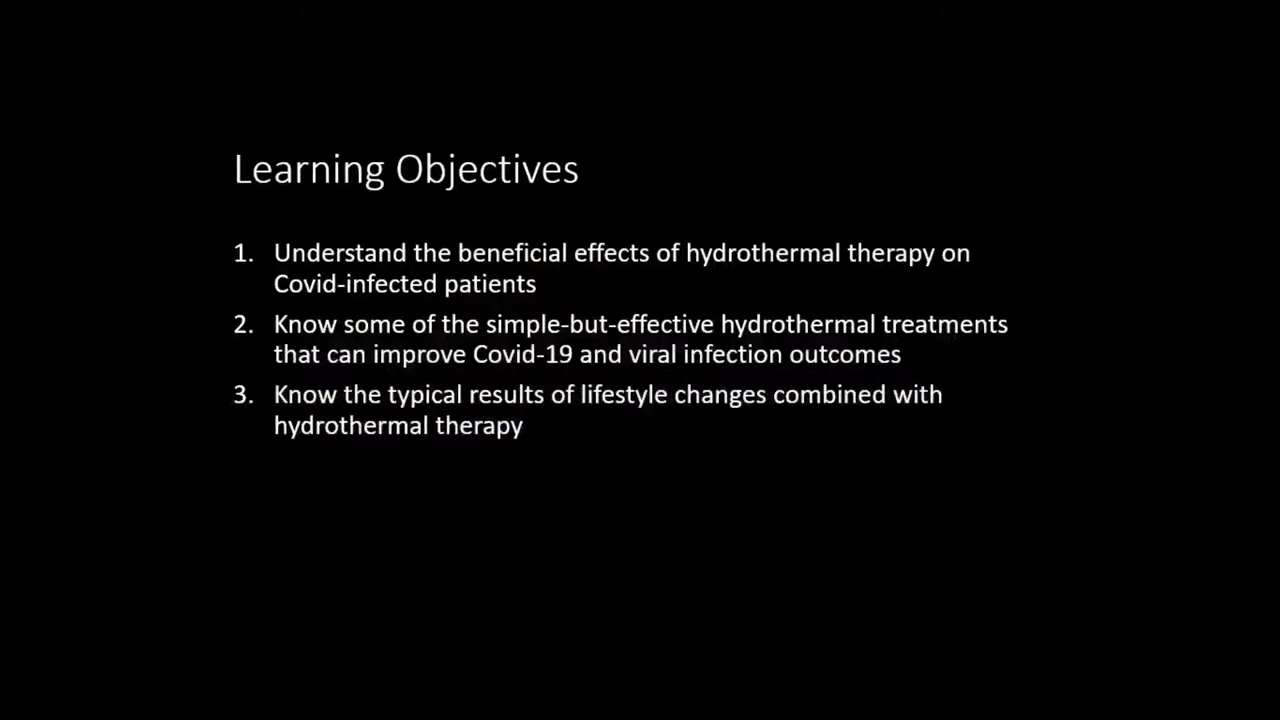 Learning Objectives
1. Understand the beneficial effects of hydrothermal therapy on
Covid-infected patients
2. Know some of the simple-but-effective hydrothermal treatments
that can improve Covid-19 and viral infection outcomes
3. Know the typical results of lifestyle changes combined with
hydrothermal therapy